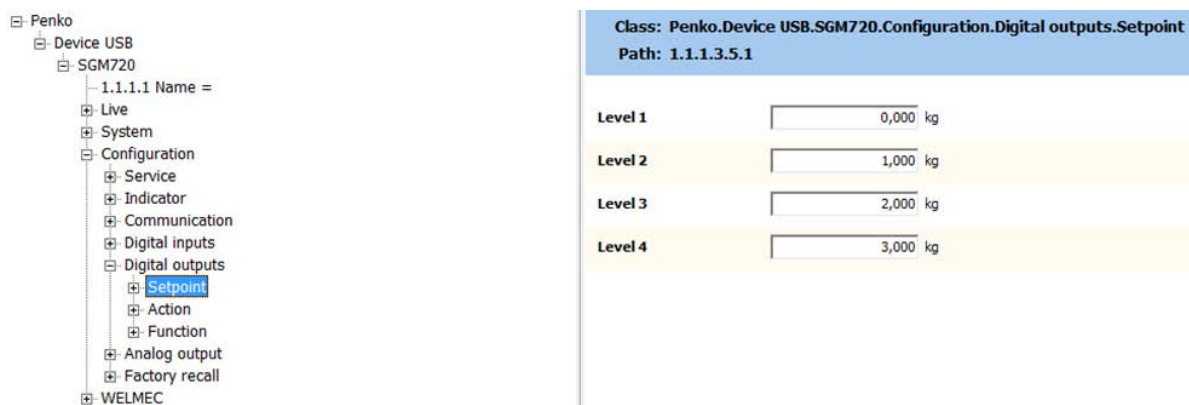 Penko
Device USB
SGM720
1.1.1.1 Name =
Live
System
Configuration
Service
Indicator
Communication
Digital inputs
Digital outputs
Setpoint
Action
Function
Analog output
Factory recall
WELMEC
Class: Penko.Device USB.SGM720.Configuration.Digital outputs.Setpoint
Path: 1.1.1.3.5.1
Level 1 0,000 kg
Level 2 1,000 kg
Level 3 2,000 kg
Level 4 3,000 kg